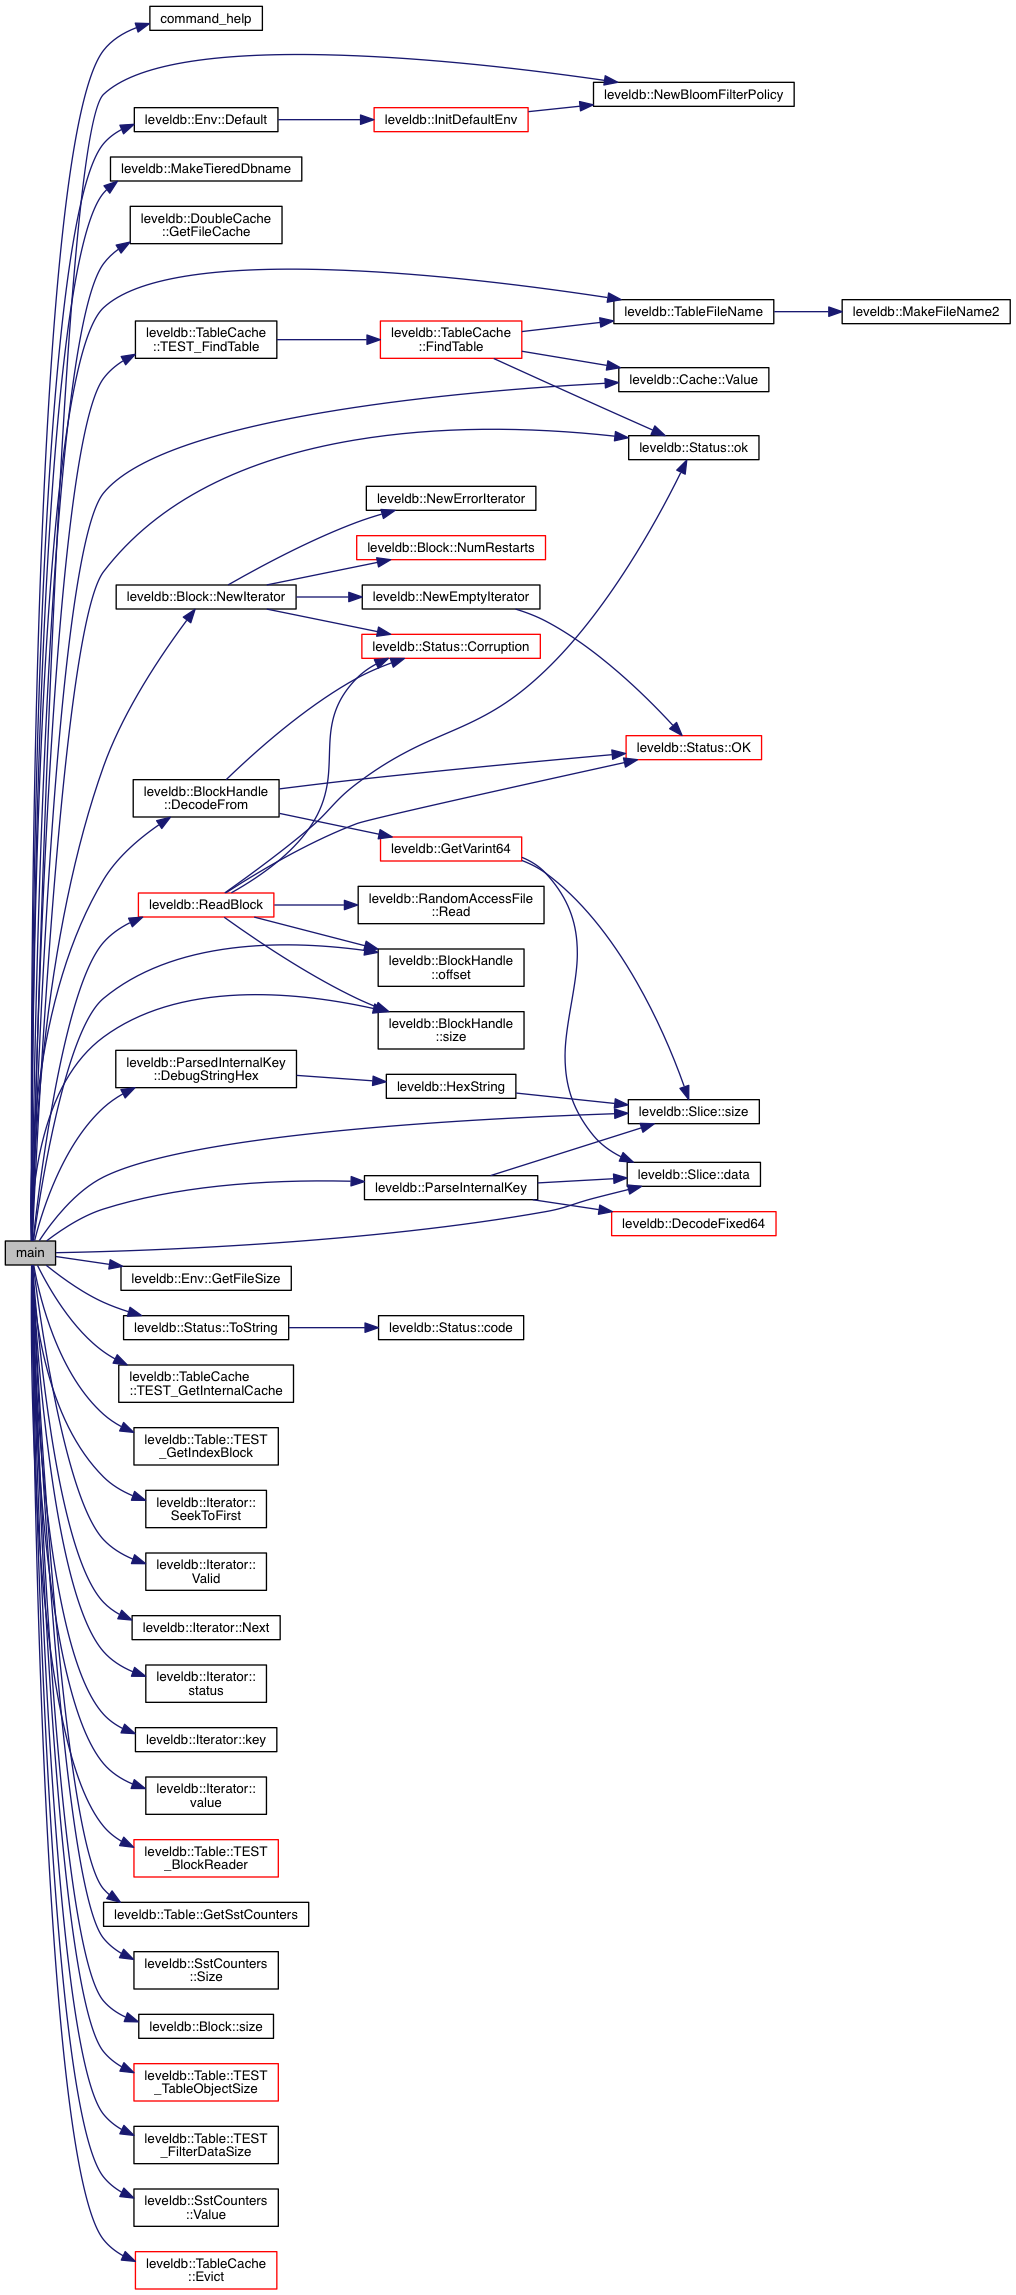 command_help
leveldb::NewBloomFilterPolicy
leveldb::Env::Default
leveldb::InitDefaultEnv
leveldb::MakeTieredDbname
leveldb::DoubleCache
::GetFileCache
leveldb::TableFileName
leveldb::MakeFileName2
leveldb::TableCache
::TEST_FindTable
leveldb::TableCache
::FindTable
leveldb::Cache::Value
leveldb::Status::ok
leveldb::NewErrorIterator
leveldb::Block::NumRestarts
leveldb::Block::NewIterator
leveldb::NewEmptyIterator
leveldb::Status::Corruption
leveldb::Status::OK
leveldb::BlockHandle
::DecodeFrom
leveldb::GetVarint64
leveldb::ReadBlock
leveldb::RandomAccessFile
::Read
leveldb::BlockHandle
::offset
leveldb::BlockHandle
::size
leveldb::ParsedInternalKey
::DebugStringHex
leveldb::HexString
leveldb::Slice::size
leveldb::ParseInternalKey
leveldb::Slice::data
leveldb::DecodeFixed64
main
leveldb::Env::GetFileSize
leveldb::Status::ToString
leveldb::Status::code
leveldb::TableCache
::TEST_GetInternalCache
leveldb::Table::TEST
_GetIndexBlock
leveldb::Iterator::
SeekToFirst
leveldb::Iterator::
Valid
leveldb::Iterator::Next
leveldb::Iterator::
status
leveldb::Iterator::key
leveldb::Iterator::
value
leveldb::Table::TEST
_BlockReader
leveldb::Table::GetSstCounters
leveldb::SstCounters
::Size
leveldb::Block::size
leveldb::Table::TEST
_TableObjectSize
leveldb::Table::TEST
_FilterDataSize
leveldb::SstCounters
::Value
leveldb::TableCache
::Evict